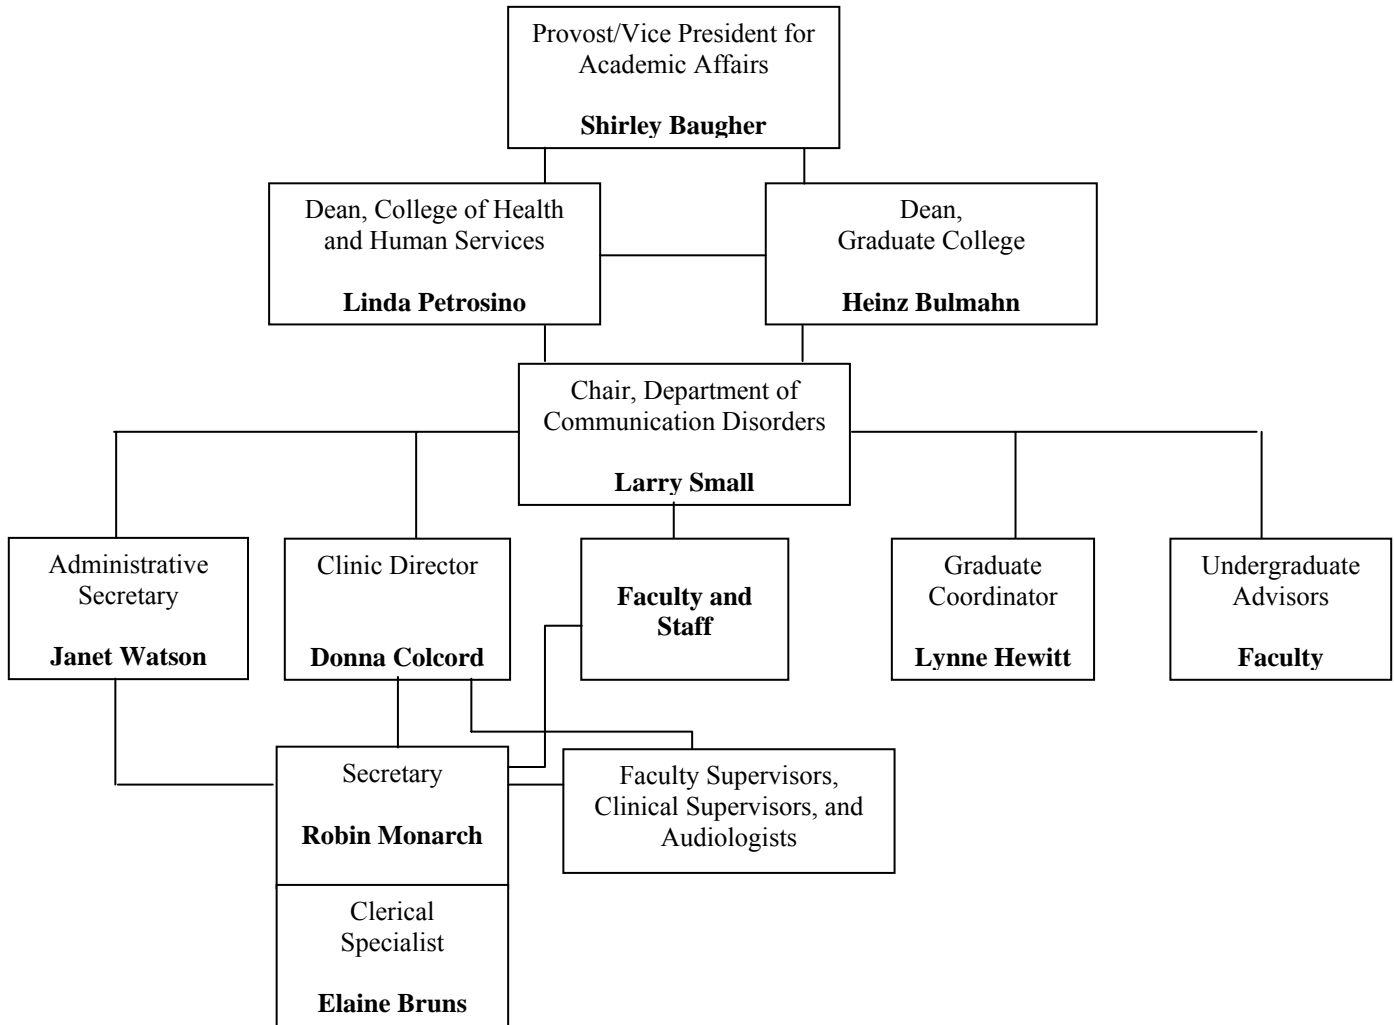 Provost/Vice President for
Academic Affairs
Shirley Baugher
Dean, College of Health
and Human Services
Linda Petrosino
Dean,
Graduate College
Heinz Bulmahn
Chair, Department of
Communication Disorders
Larry Small
Administrative
Secretary
Janet Watson
Clinic Director
Donna Colcord
Faculty and
Staff
Graduate
Coordinator
Lynne Hewitt
Undergraduate
Advisors
Faculty
Secretary
Robin Monarch
Faculty Supervisors,
Clinical Supervisors, and
Audiologists
Clerical
Specialist
Elaine Bruns